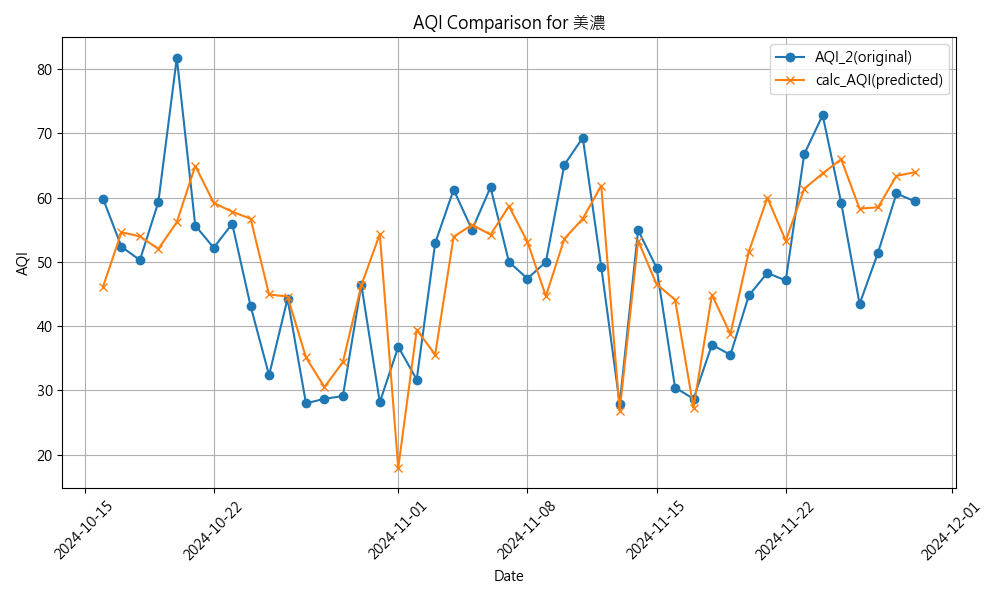 AQI Comparison for 美濃
AQI_2(original)
calc_AQI(predicted)
AQI
80
70
60
50
40
30
20
2024-10-15
2024-10-22
2024-11-01
2024-11-08
2024-11-15
2024-11-22
2024-12-01
Date